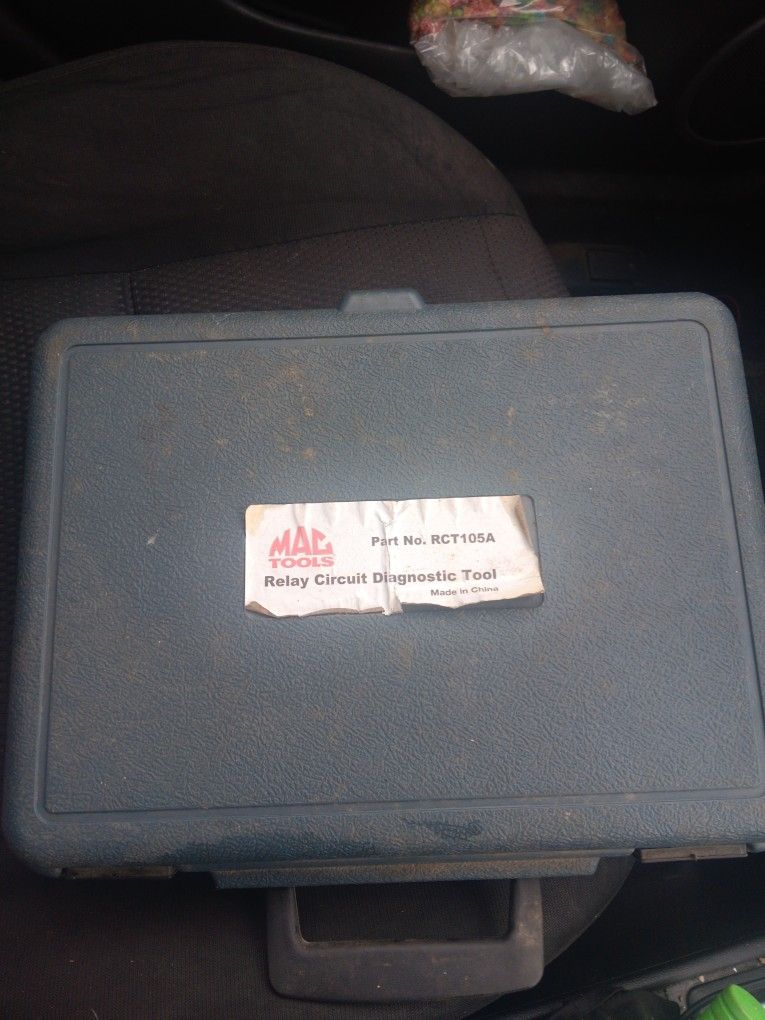 MAC
TOOLS
Part No. RCT105A
Relay Circuit Diagnostic Tool
Made in China